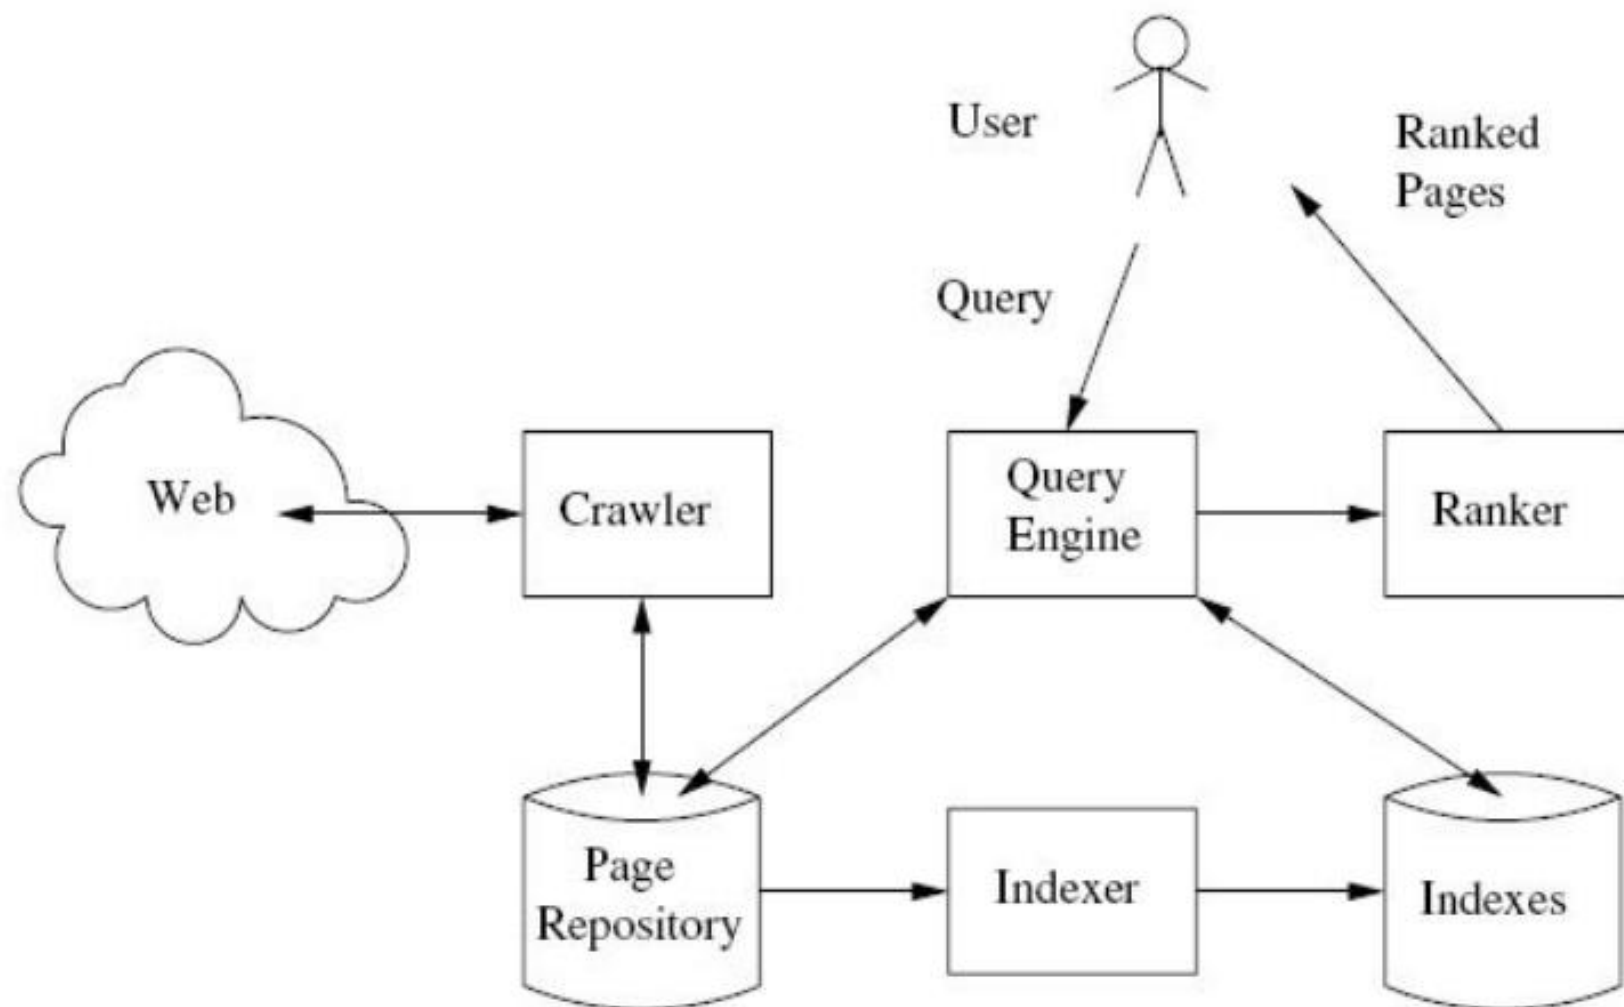 User
Ranked
Pages
Query
Web
Crawler
Query
Engine
Ranker
Page
Repository
Indexer
Indexes